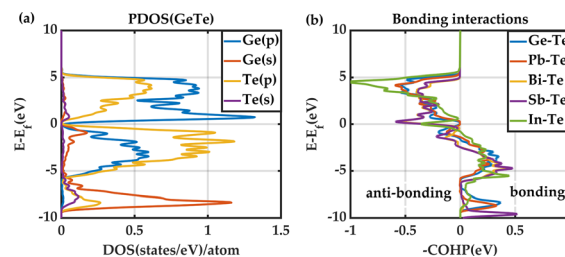 (a)
PDOS(GeTe)
Ge(p)
Ge(s)
Te(p)
Te(s)
10
5
0
-5
-10
E-E_f(eV)
0
0.5
1
1.5
DOS(states/eV)/atom
(b)
Bonding interactions
Ge-Te
Pb-Te
Bi-Te
Sb-Te
In-Te
10
5
0
-5
-10
E-E_f(eV)
anti-bonding
bonding
-1
-0.5
0
0.5
-COHP(eV)